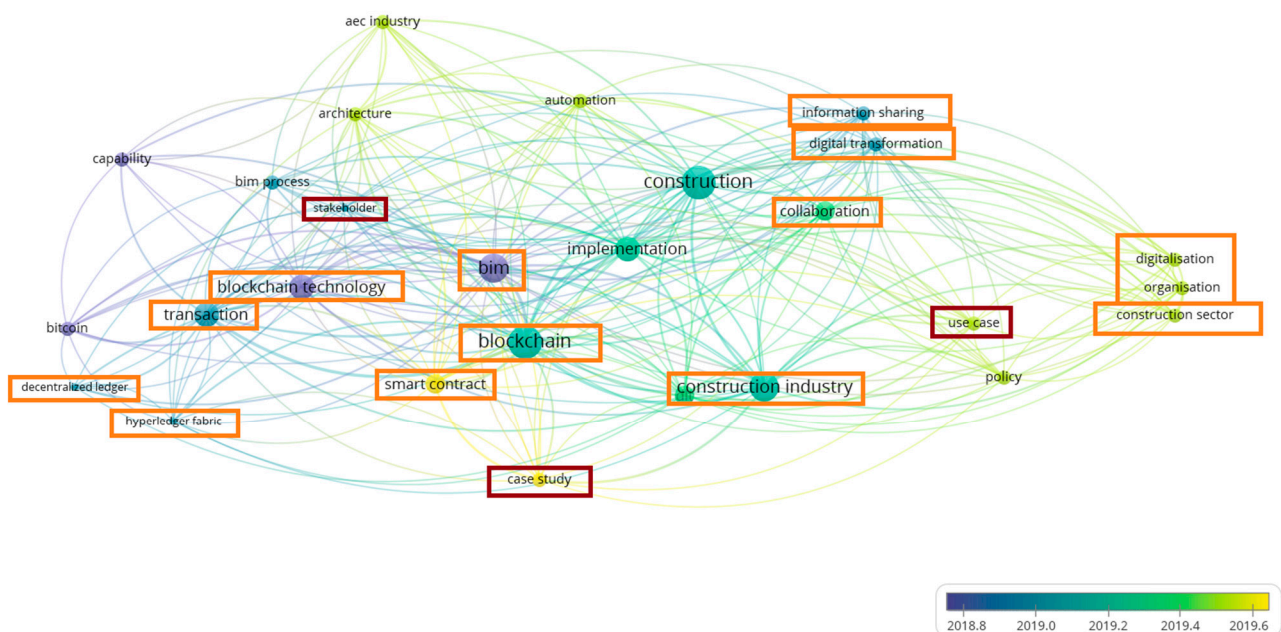 aec industry
automation
architecture
information sharing
digital transformation
capability
bim process
construction
stakeholder
collaboration
implementation
digitalisation
bim
blockchain technology
organisation
transaction
construction sector
use case
bitcoin
blockchain
policy
smart contract
construction industry
decentralized ledger
dlt
hyperledger fabric
case study
2018.8 2019.0 2019.2 2019.4 2019.6